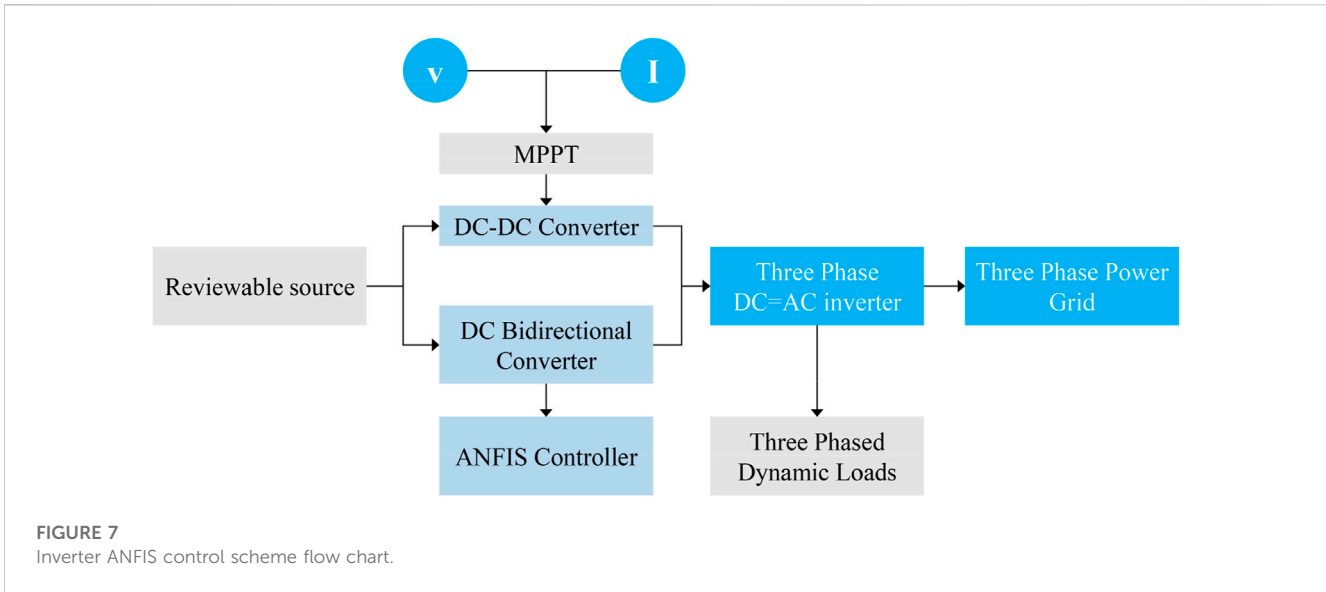 v
I
MPPT
DC-DC Converter
Reviewable source
DC Bidirectional
Converter
ANFIS Controller
Three Phase
DC=AC inverter
Three Phase Power
Grid
Three Phased
Dynamic Loads
FIGURE 7
Inverter ANFIS control scheme flow chart.